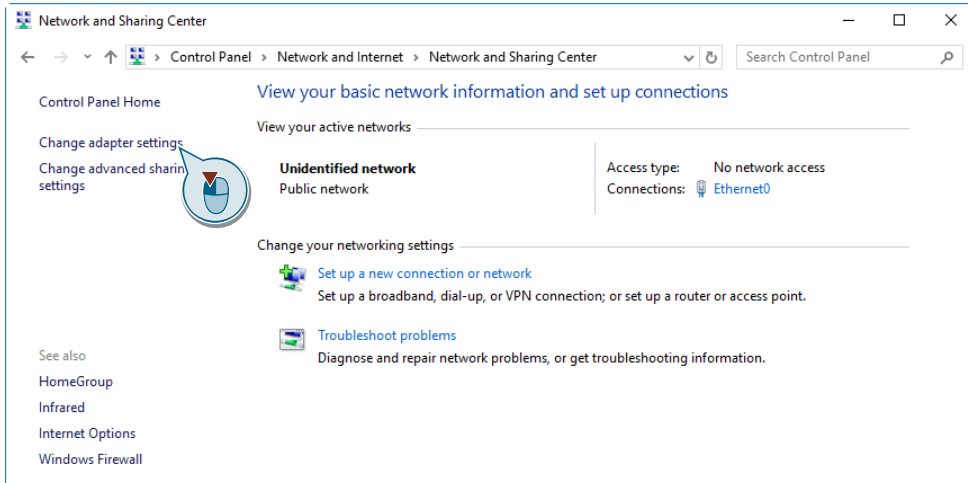 Network and Sharing Center
Control Panel > Network and Internet > Network and Sharing Center
Search Control Panel
Control Panel Home
Change adapter settings
Change advanced sharin
settings
View your basic network information and set up connections
View your active networks
Unidentified network
Public network
Access type: No network access
Connections: Ethernet0
Change your networking settings
Set up a new connection or network
Set up a broadband, dial-up, or VPN connection; or set up a router or access point.
Troubleshoot problems
Diagnose and repair network problems, or get troubleshooting information.
See also
HomeGroup
Infrared
Internet Options
Windows Firewall